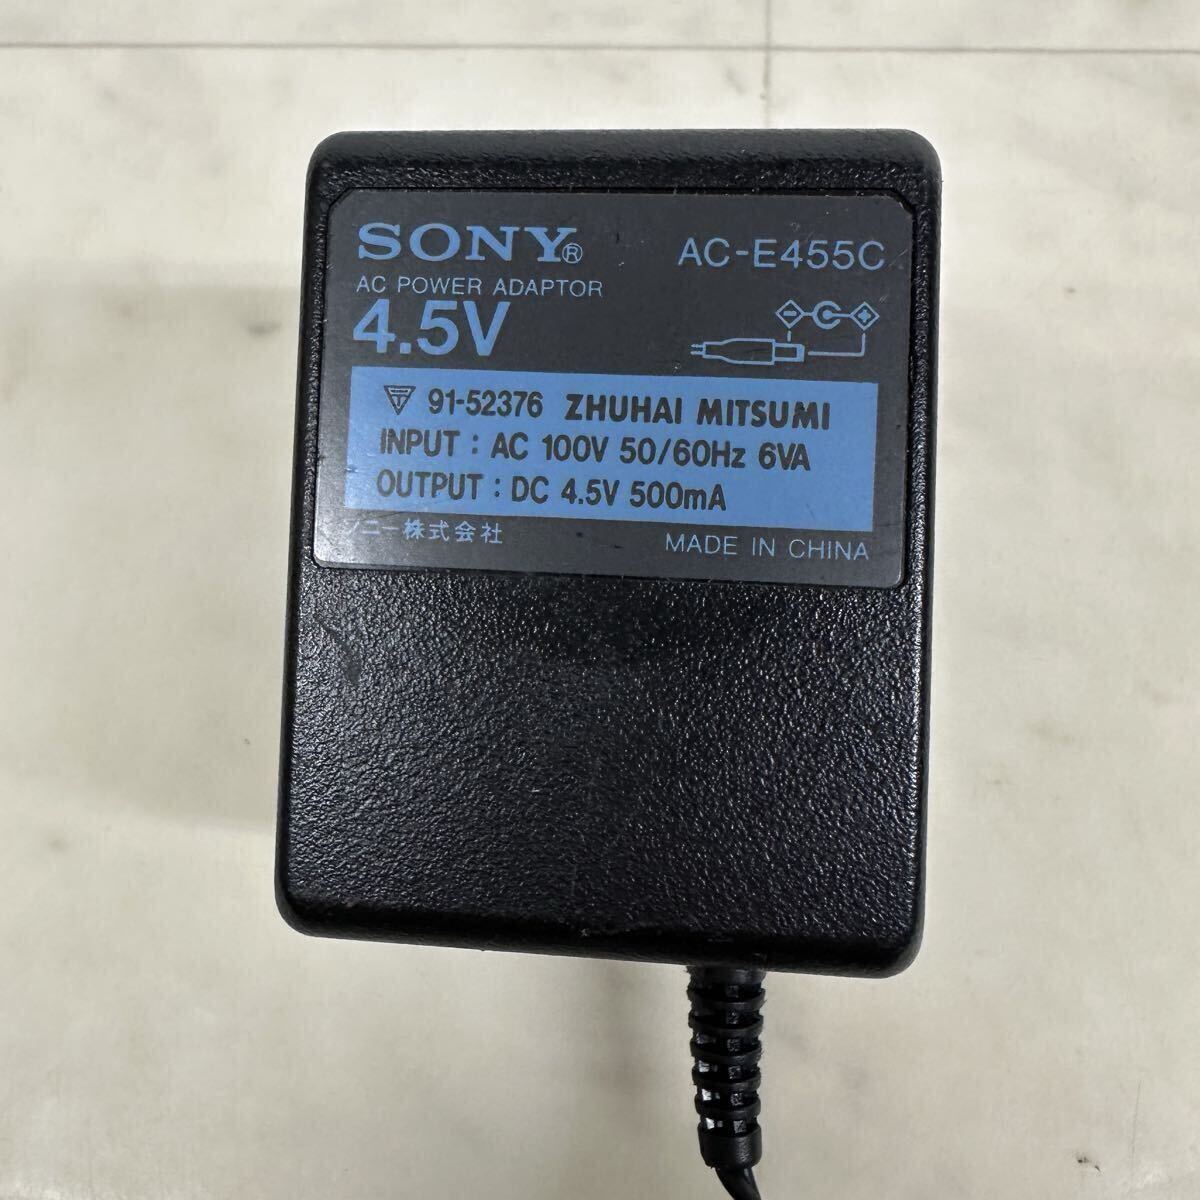 SONY® AC-E455C
AC POWER ADAPTOR
4.5V
〒 91-52376 ZHUHAI MITSUMI
INPUT : AC 100V 50/60Hz 6VA
OUTPUT : DC 4.5V 500mA
ソニー株式会社 MADE IN CHINA